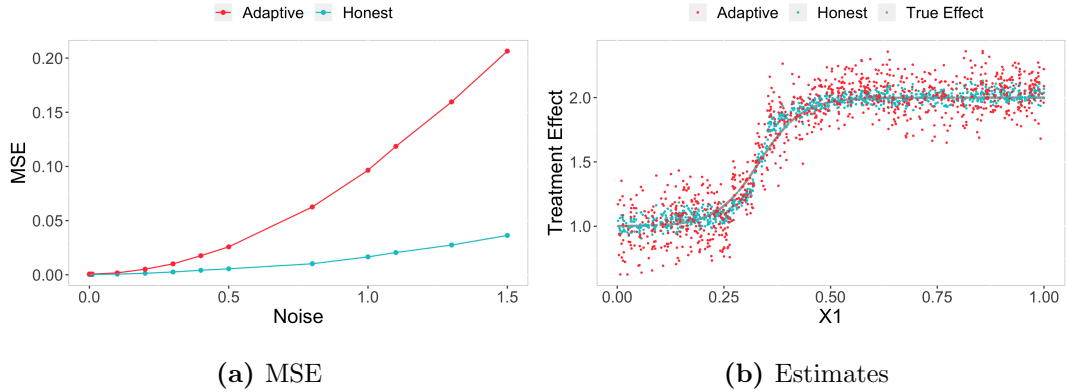 Adaptive Honest
MSE
0.20
0.15
0.10
0.05
0.00
0.0 0.5 1.0 1.5
Noise
(a) MSE
Adaptive Honest True Effect
Treatment Effect
2.0
1.5
1.0
0.00 0.25 0.50 0.75 1.00
X1
(b) Estimates